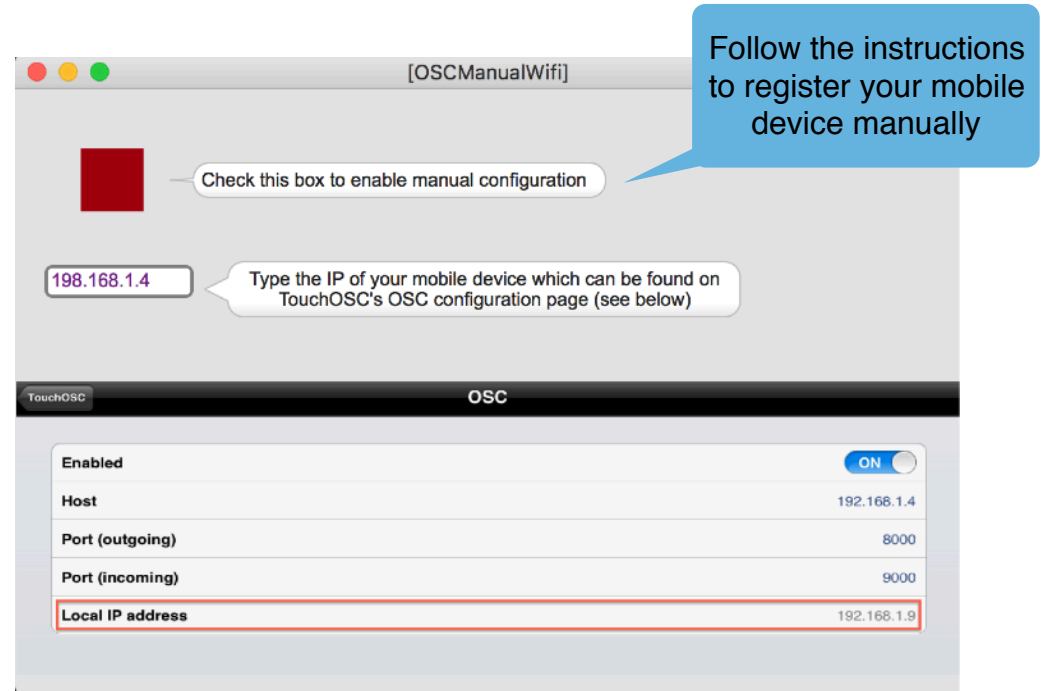 Follow the instructions
to register your mobile
device manually
[OSCManualWifi]
Check this box to enable manual configuration
198.168.1.4
Type the IP of your mobile device which can be found on
TouchOSC's OSC configuration page (see below)
TouchOSC
OSC
Enabled ON
Host 192.168.1.4
Port (outgoing) 8000
Port (incoming) 9000
Local IP address 192.168.1.9